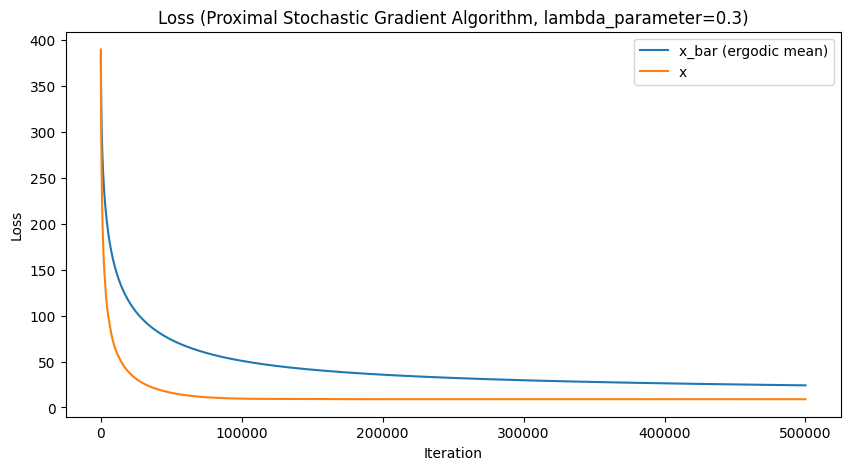 Loss (Proximal Stochastic Gradient Algorithm, lambda_parameter=0.3)
x_bar (ergodic mean)
x
Loss
400
350
300
250
200
150
100
50
0
0 100000 200000 300000 400000 500000
Iteration